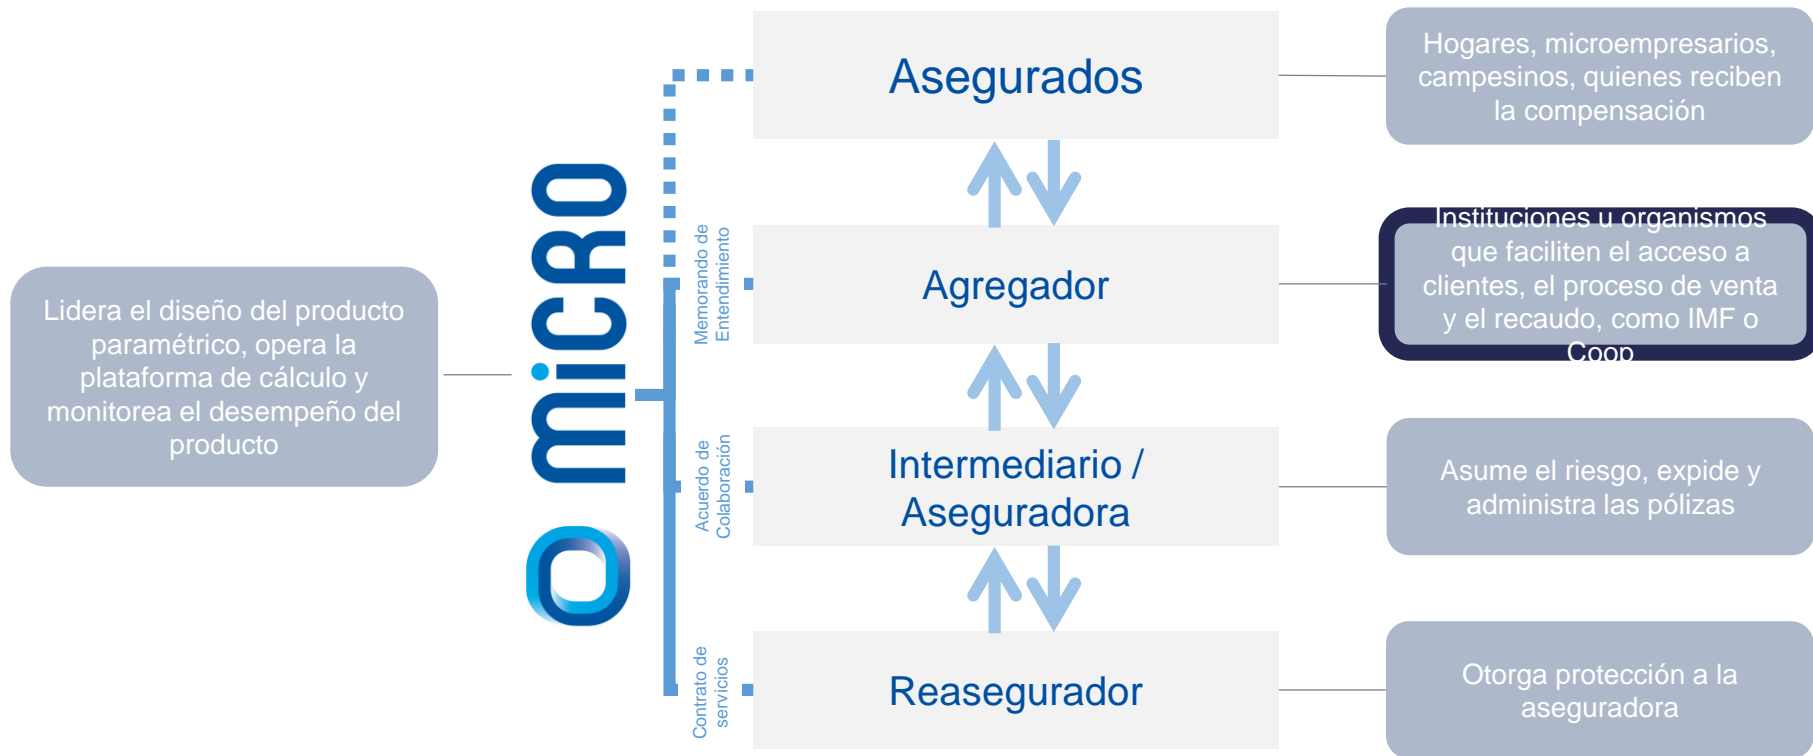 Lidera el diseño del producto
paramétrico, opera la
plataforma de cálculo y
monitorea el desempeño del
producto
miCRO
Memorando de
Entendimiento
Acuerdo de
Colaboración
Contrato de
servicios
Asegurados
Agregador
Intermediario /
Aseguradora
Reasegurador
Hogares, microempresarios,
campesinos, quienes reciben
la compensación
Instituciones u organismos
que faciliten el acceso a
clientes, el proceso de venta
y el recaudo, como IMF o
Coop
Asume el riesgo, expide y
administra las pólizas
Otorga protección a la
aseguradora